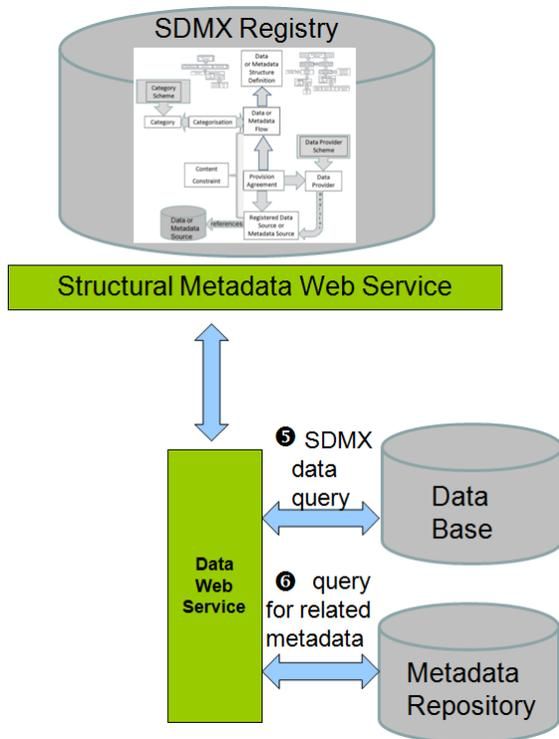 SDMX Registry
Data
or Metadata
Structure
Definition
Category
Scheme
Category
Categorisation
Data or
Metadata
Flow
Data Provider
Scheme
Content
Constraint
Provision
Agreement
Data
Provider
Data or
Metadata
Source
references
Registered Data
Source or
Metadata Source
Structural Metadata Web Service
❺ SDMX
data
query
Data
Base
Data
Web
Service
❻ query
for related
metadata
Metadata
Repository